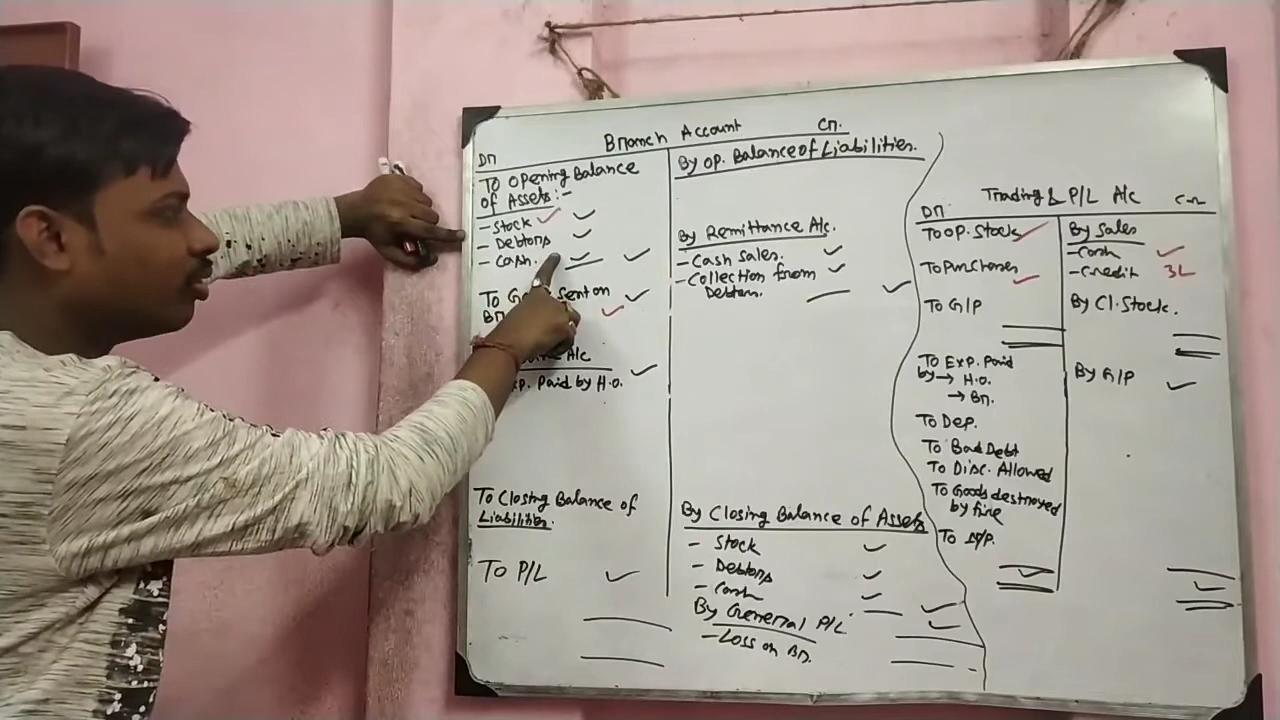 Branch Account Cr.
Dr
To Opening Balance
of Assets:-
- Stock
- Debtors
- Cash.
To Goods Sent on
Br
A/c
Exp. Paid by H.O.
To Closing Balance of
Liabilities.
To P/L
By Op. Balance of Liabilities.
By Remittance A/c.
- Cash Sales.
- Collection from
Debtors.
By Closing Balance of Assets
- Stock
- Debtors
- Cash
By General P/L
- Loss on Br.
Trading & P/L A/c
Dr Cr
To Op. Stock
To Purchases
To G/P
To Exp. Paid
by → H.O.
→ Br.
To Dep.
To Bad Debt
To Disc. Allowed
To Goods destroyed
by fire
To N/P.
By Sales
- Cash
- Credit 3L
By Cl. Stock.
By G/P